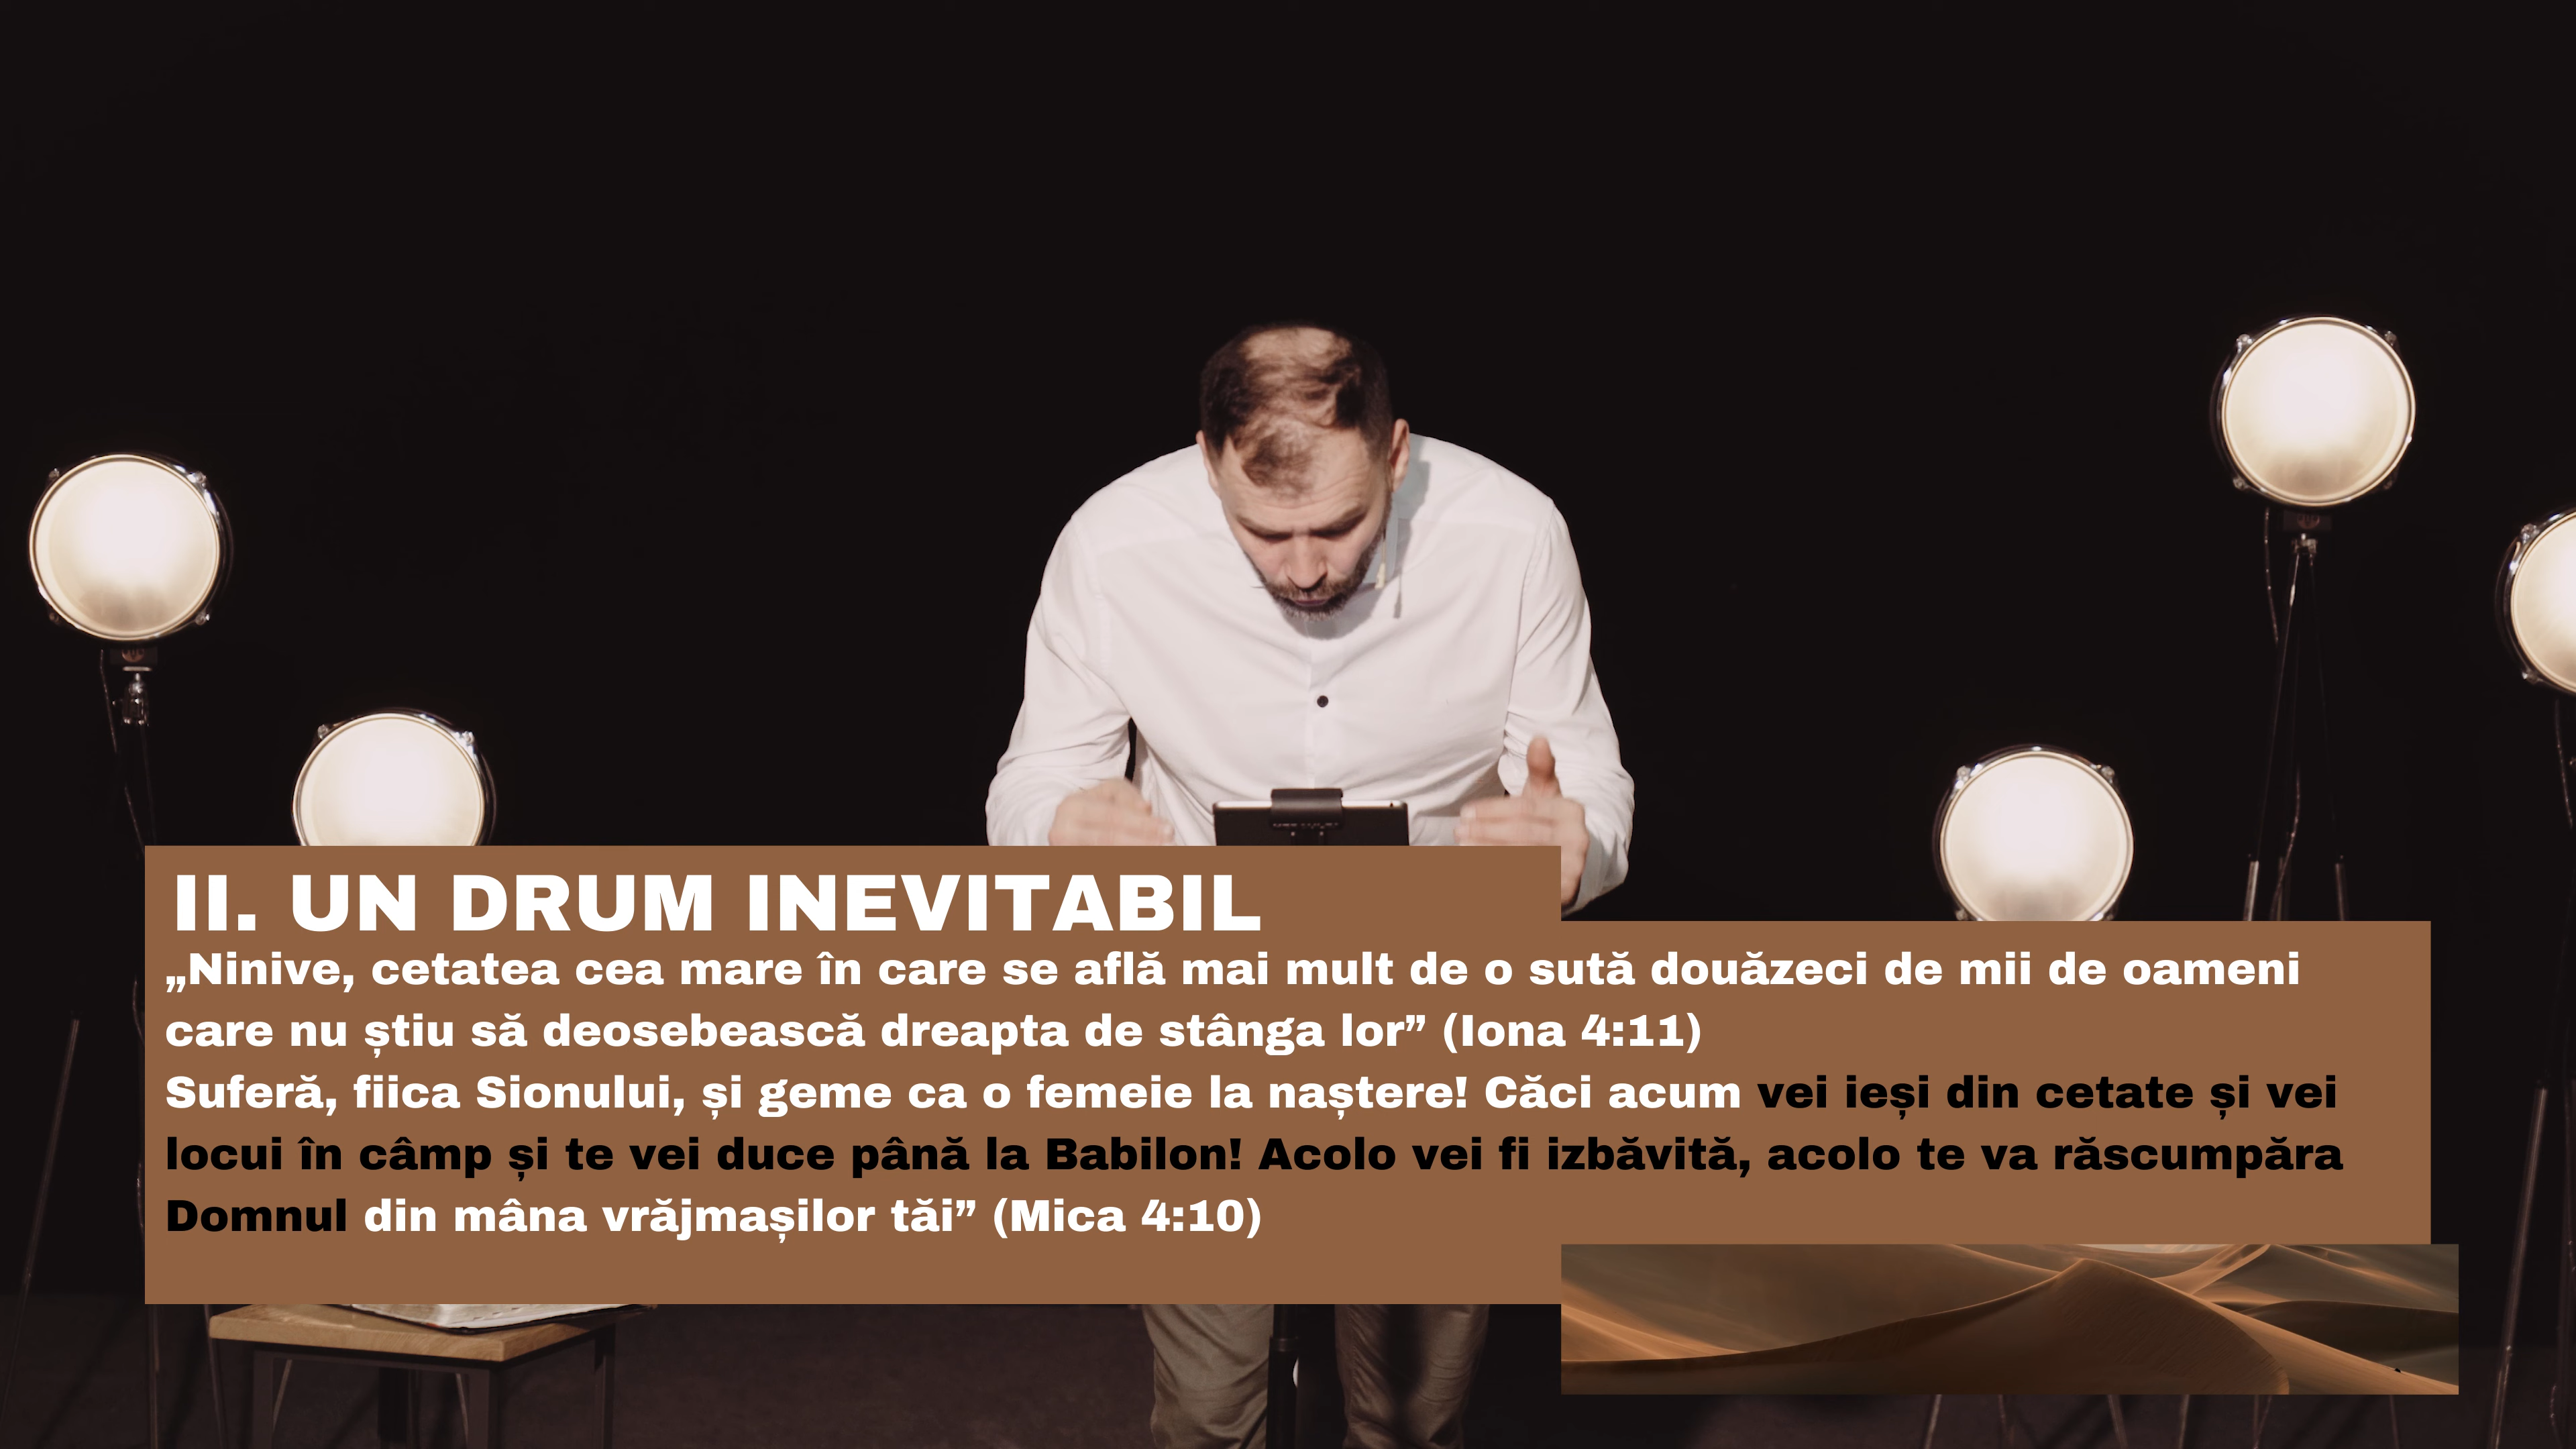 II. UN DRUM INEVITABIL
„Ninive, cetatea cea mare în care se află mai mult de o sută douăzeci de mii de oameni
care nu știu să deosebească dreapta de stânga lor” (Iona 4:11)
Suferă, fiica Sionului, și geme ca o femeie la naștere! Căci acum vei ieși din cetate și vei
locui în câmp și te vei duce până la Babilon! Acolo vei fi izbăvită, acolo te va răscumpăra
Domnul din mâna vrăjmașilor tăi” (Mica 4:10)